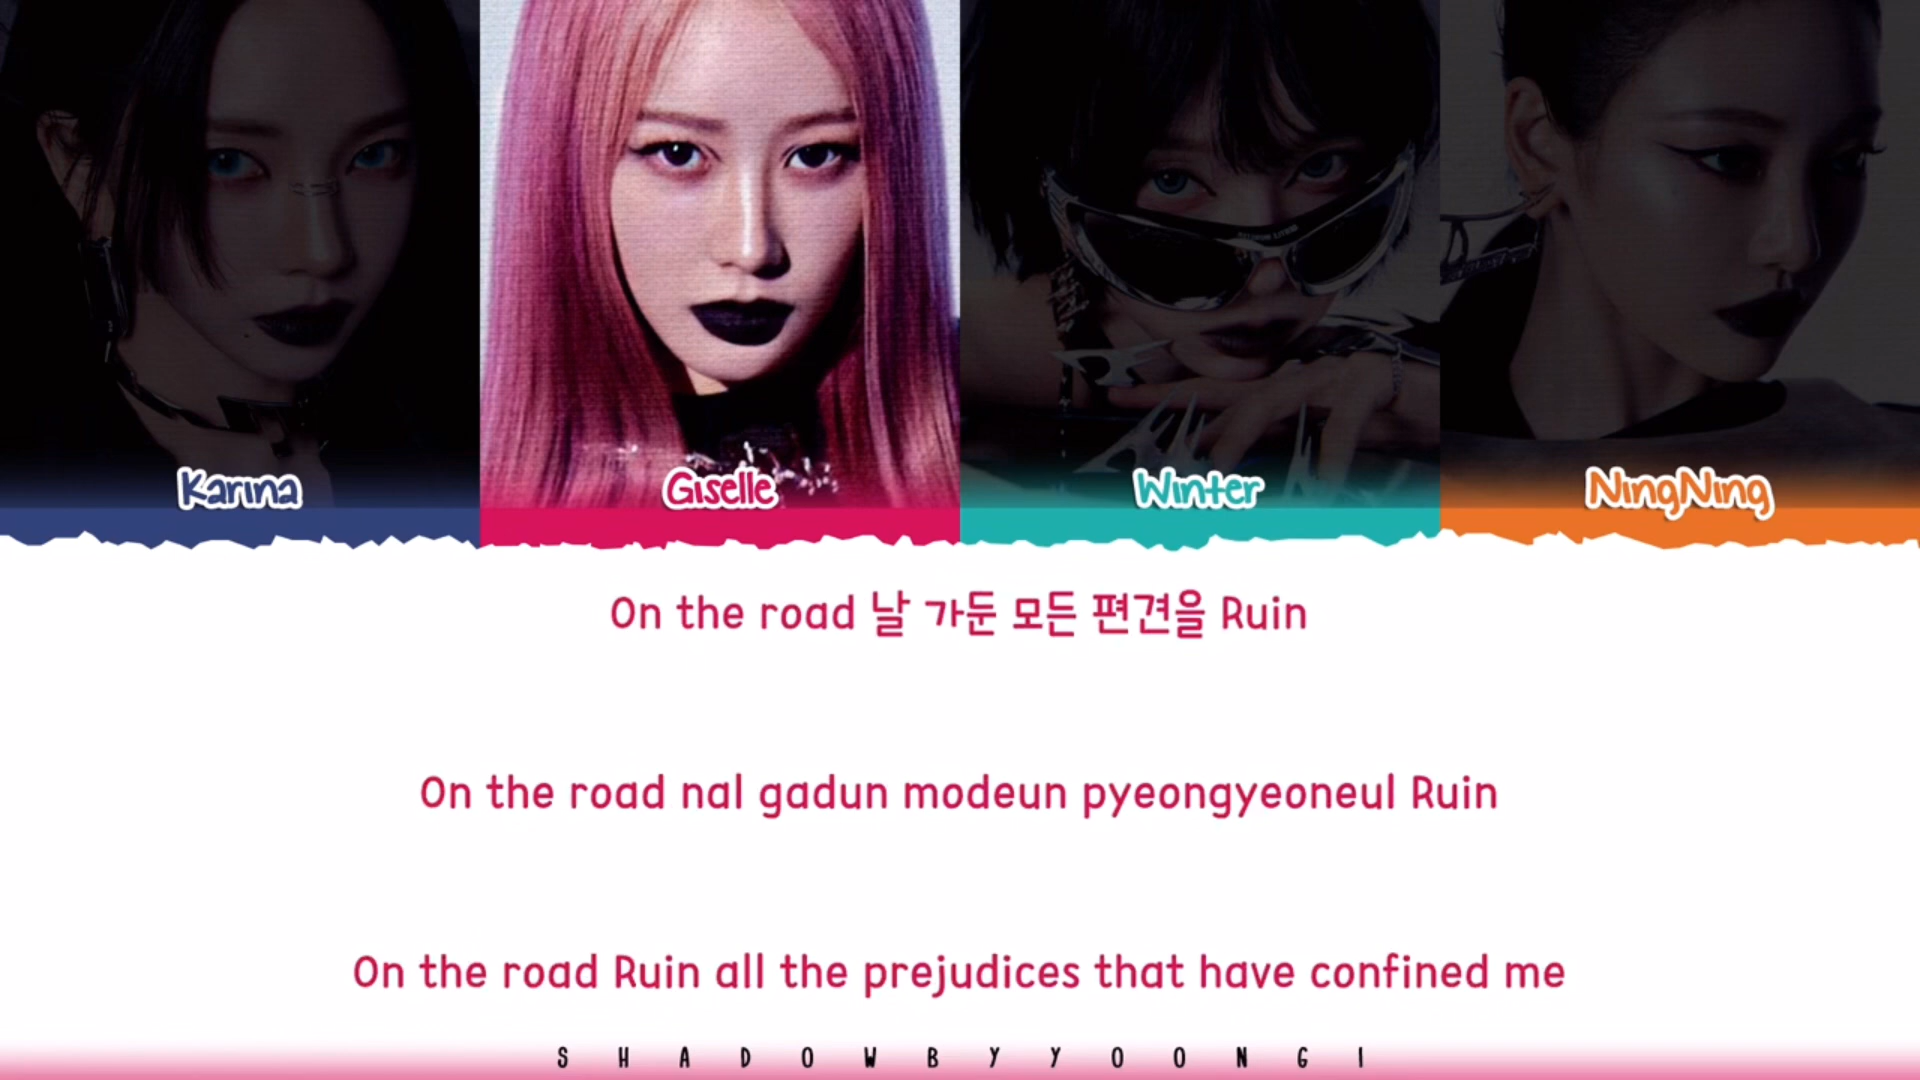 Karina
Giselle
Winter
NingNing
On the road 날 가둔 모든 편견을 Ruin
On the road nal gadun modeun pyeongyeoneul Ruin
On the road Ruin all the prejudices that have confined me
SHADOWBYYOONGI